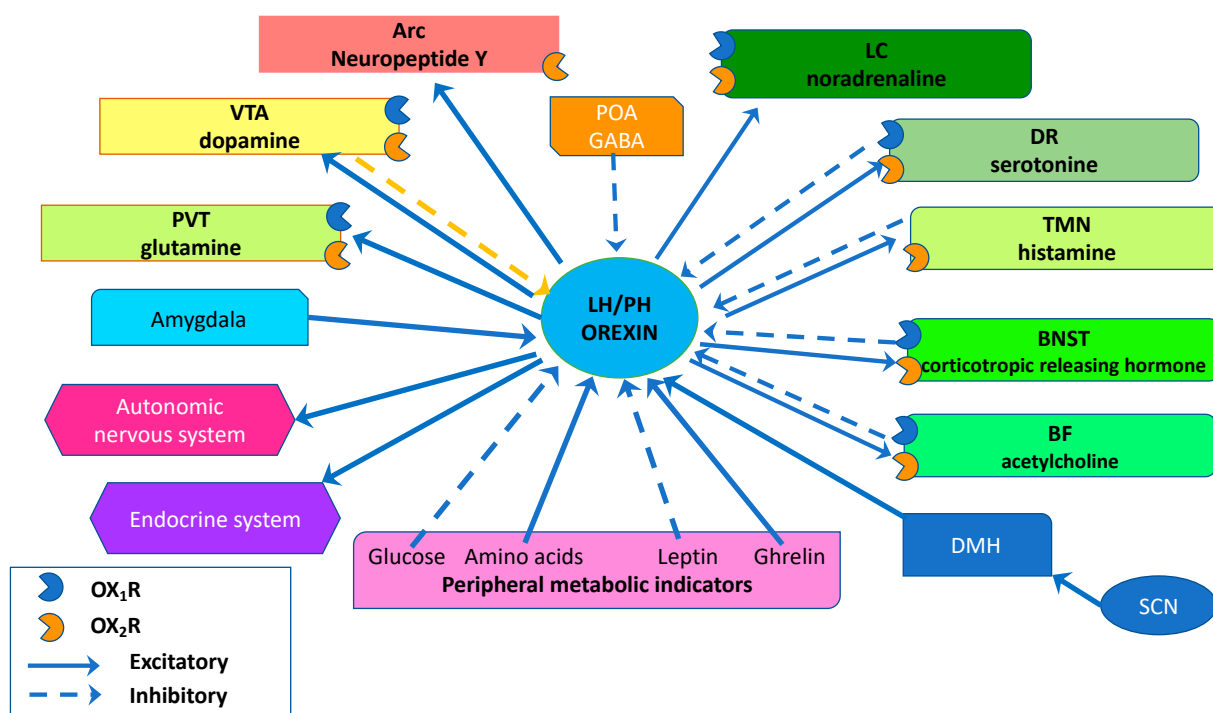 Arc
Neuropeptide Y
LC
noradrenaline
VTA
dopamine
POA
GABA
DR
serotonine
PVT
glutamine
TMN
histamine
Amygdala
LH/PH
OREXIN
BNST
corticotropic releasing hormone
Autonomic
nervous system
BF
acetylcholine
Endocrine system
Glucose Amino acids Leptin Ghrelin
Peripheral metabolic indicators
DMH
SCN
OX₁R
OX₂R
Excitatory
Inhibitory